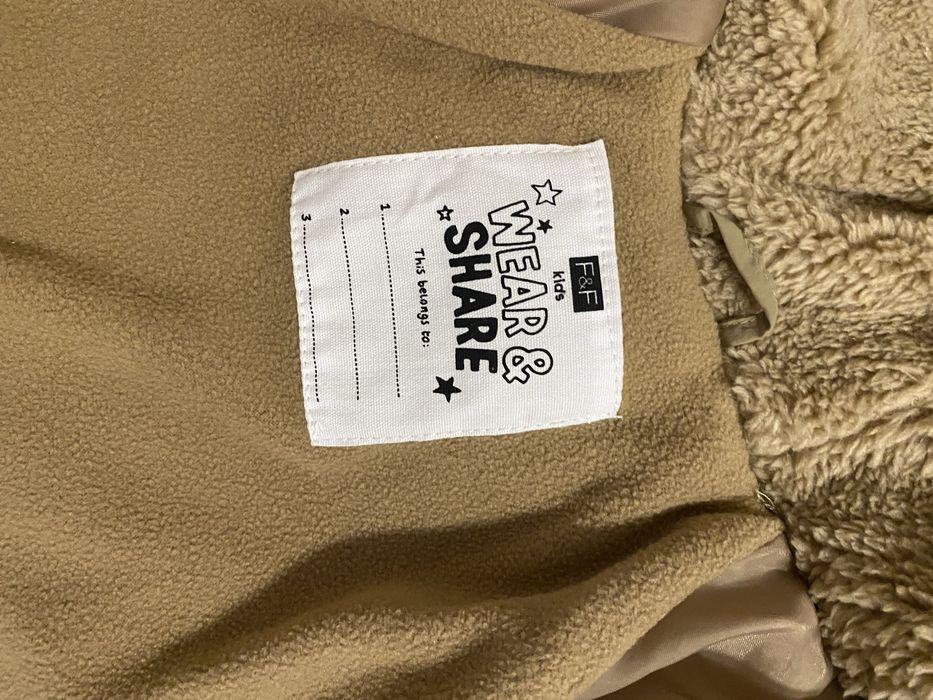 F&F
kids
WEAR &
SHARE
This belongs to:
1
2
3